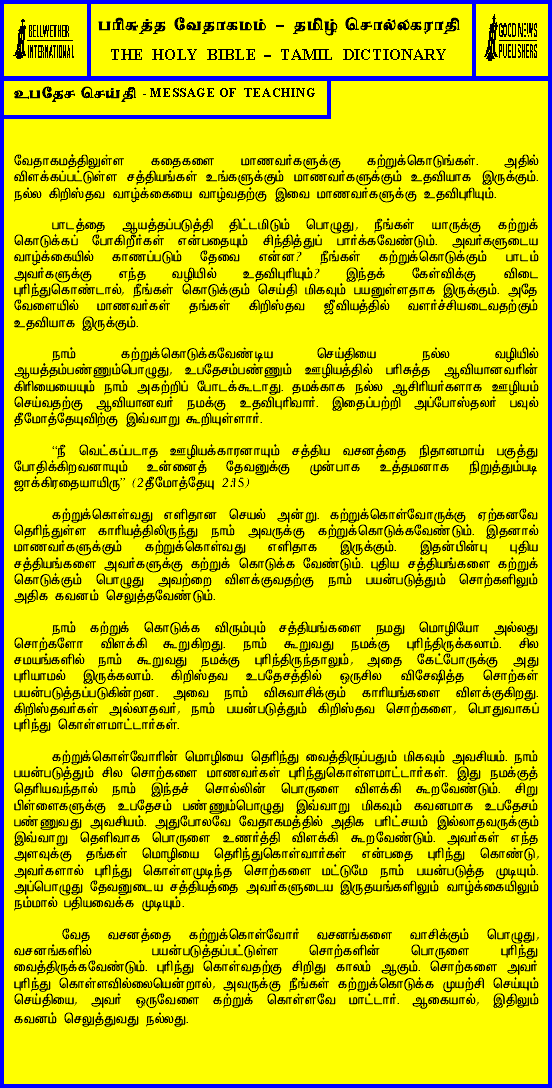 BELLWETHER
INTERNATIONAL
பரிசுத்த வேதாகமம் – தமிழ் சொல்லகராதி
THE HOLY BIBLE – TAMIL DICTIONARY
GOOD NEWS
PUBLISHERS
உபதேச செய்தி - MESSAGE OF TEACHING
வேதாகமத்திலுள்ள கதைகளை மாணவர்களுக்கு கற்றுக்கொடுங்கள். அதில்
விளக்கப்பட்டுள்ள சத்தியங்கள் உங்களுக்கும் மாணவர்களுக்கும் உதவியாக இருக்கும்.
நல்ல கிறிஸ்தவ வாழ்க்கையை வாழ்வதற்கு இவை மாணவர்களுக்கு உதவிபுரியும்.
பாடத்தை ஆயத்தப்படுத்தி திட்டமிடும் பொழுது, நீங்கள் யாருக்கு கற்றுக்
கொடுக்கப் போகிறீர்கள் என்பதையும் சிந்தித்துப் பார்க்கவேண்டும். அவர்களுடைய
வாழ்க்கையில் காணப்படும் தேவை என்ன? நீங்கள் கற்றுக்கொடுக்கும் பாடம்
அவர்களுக்கு எந்த வழியில் உதவிபுரியும்? இந்தக் கேள்விக்கு விடை
புரிந்துகொண்டால், நீங்கள் கொடுக்கும் செய்தி மிகவும் பயனுள்ளதாக இருக்கும். அதே
வேளையில் மாணவர்கள் தங்கள் கிறிஸ்தவ ஜீவியத்தில் வளர்ச்சியடைவதற்கும்
உதவியாக இருக்கும்.
நாம் கற்றுக்கொடுக்கவேண்டிய செய்தியை நல்ல வழியில்
ஆயத்தம்பண்ணும்பொழுது, உபதேசம்பண்ணும் ஊழியத்தில் பரிசுத்த ஆவியானவரின்
கிரியையையும் நாம் அகற்றிப் போடக்கூடாது. தமக்காக நல்ல ஆசிரியர்களாக ஊழியம்
செய்வதற்கு ஆவியானவர் நமக்கு உதவிபுரிவார். இதைப்பற்றி அப்போஸ்தலர் பவுல்
தீமோத்தேயுவிற்கு இவ்வாறு கூறியுள்ளார்.
“நீ வெட்கப்படாத ஊழியக்காரனாயும் சத்திய வசனத்தை நிதானமாய் பகுத்து
போதிக்கிறவனாயும் உன்னைத் தேவனுக்கு முன்பாக உத்தமனாக நிறுத்தும்படி
ஜாக்கிரதையாயிரு” (2தீமோத்தேயு 2:15)
கற்றுக்கொள்வது எளிதான செயல் அன்று. கற்றுக்கொள்வோருக்கு ஏற்கனவே
தெரிந்துள்ள காரியத்திலிருந்து நாம் அவருக்கு கற்றுக்கொடுக்கவேண்டும். இதனால்
மாணவர்களுக்கும் கற்றுக்கொள்வது எளிதாக இருக்கும். இதன்பின்பு புதிய
சத்தியங்களை அவர்களுக்கு கற்றுக் கொடுக்க வேண்டும். புதிய சத்தியங்களை கற்றுக்
கொடுக்கும் பொழுது அவற்றை விளக்குவதற்கு நாம் பயன்படுத்தும் சொற்களிலும்
அதிக கவனம் செலுத்தவேண்டும்.
நாம் கற்றுக் கொடுக்க விரும்பும் சத்தியங்களை நமது மொழியோ அல்லது
சொற்களோ விளக்கி கூறுகிறது. நாம் கூறுவது நமக்கு புரிந்திருக்கலாம். சில
சமயங்களில் நாம் கூறுவது நமக்கு புரிந்திருந்தாலும், அதை கேட்போருக்கு அது
புரியாமல் இருக்கலாம். கிறிஸ்தவ உபதேசத்தில் ஒருசில விசேஷித்த சொற்கள்
பயன்படுத்தப்படுகின்றன. அவை நாம் விசுவாசிக்கும் காரியங்களை விளக்குகிறது.
கிறிஸ்தவர்கள் அல்லாதவர், நாம் பயன்படுத்தும் கிறிஸ்தவ சொற்களை, பொதுவாகப்
புரிந்து கொள்ளமாட்டார்கள்.
கற்றுக்கொள்வோரின் மொழியை தெரிந்து வைத்திருப்பதும் மிகவும் அவசியம். நாம்
பயன்படுத்தும் சில சொற்களை மாணவர்கள் புரிந்துகொள்ளமாட்டார்கள். இது நமக்குத்
தெரியவந்தால் நாம் இந்தச் சொல்லின் பொருளை விளக்கி கூறவேண்டும். சிறு
பிள்ளைகளுக்கு உபதேசம் பண்ணும்பொழுது இவ்வாறு மிகவும் கவனமாக உபதேசம்
பண்ணுவது அவசியம். அதுபோலவே வேதாகமத்தில் அதிக பரிட்சயம் இல்லாதவருக்கும்
இவ்வாறு தெளிவாக பொருளை உணர்த்தி விளக்கி கூறவேண்டும். அவர்கள் எந்த
அளவுக்கு தங்கள் மொழியை தெரிந்துகொள்வார்கள் என்பதை புரிந்து கொண்டு,
அவர்களால் புரிந்து கொள்ளமுடிந்த சொற்களை மட்டுமே நாம் பயன்படுத்த முடியும்.
அப்பொழுது தேவனுடைய சத்தியத்தை அவர்களுடைய இருதயங்களிலும் வாழ்க்கையிலும்
நம்மால் பதியவைக்க முடியும்.
வேத வசனத்தை கற்றுக்கொள்வோர் வசனங்களை வாசிக்கும் பொழுது,
வசனங்களில் பயன்படுத்தப்பட்டுள்ள சொற்களின் பொருளை புரிந்து
வைத்திருக்கவேண்டும். புரிந்து கொள்வதற்கு சிறிது காலம் ஆகும். சொற்களை அவர்
புரிந்து கொள்ளவில்லையென்றால், அவருக்கு நீங்கள் கற்றுக்கொடுக்க முயற்சி செய்யும்
செய்தியை, அவர் ஒருவேளை கற்றுக் கொள்ளவே மாட்டார். ஆகையால், இதிலும்
கவனம் செலுத்துவது நல்லது.